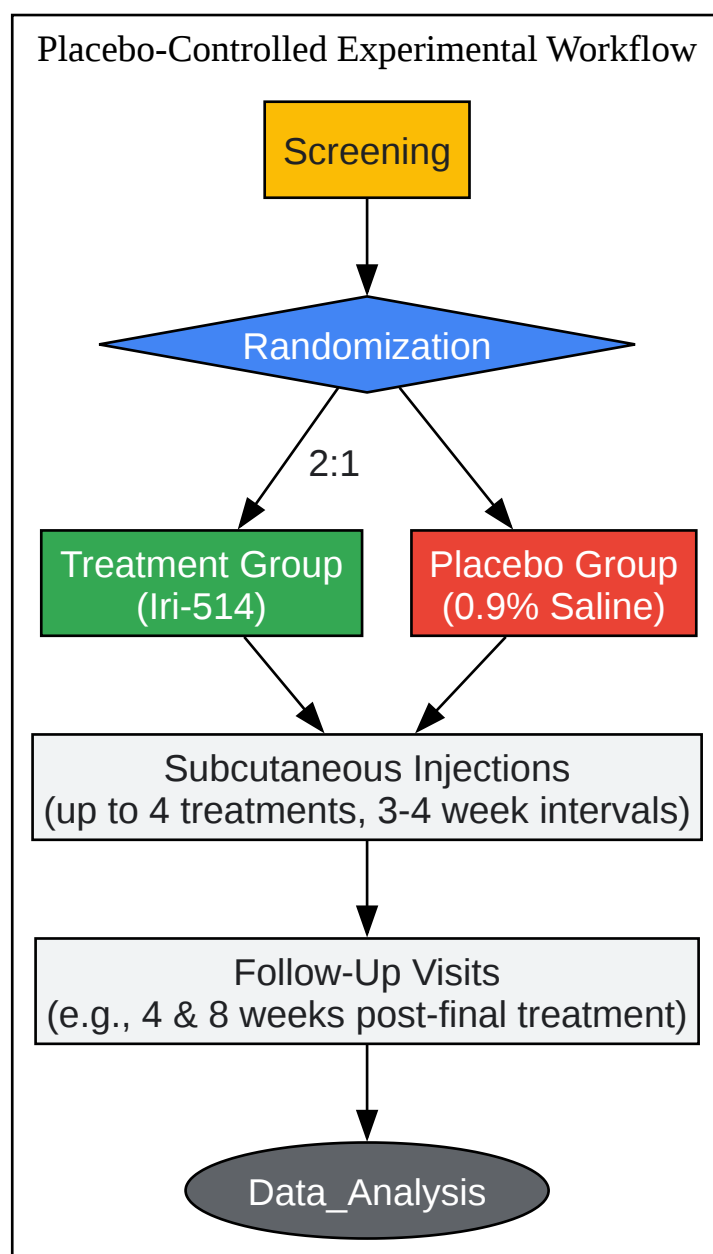 Placebo-Controlled Experimental Workflow
Screening
Randomization
2:1
Treatment Group
(Iri-514)
Placebo Group
(0.9% Saline)
Subcutaneous Injections
(up to 4 treatments, 3-4 week intervals)
Follow-Up Visits
(e.g., 4 & 8 weeks post-final treatment)
Data_Analysis